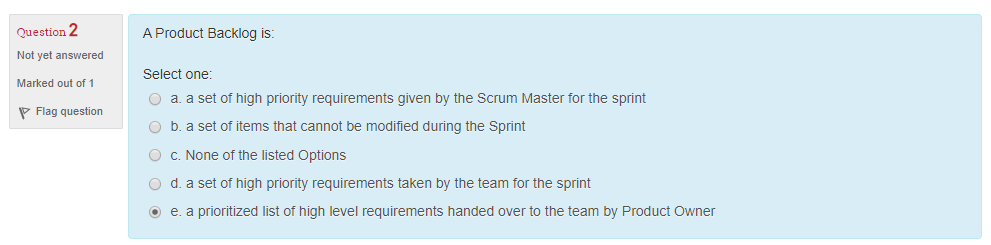 Question 2
Not yet answered
Marked out of 1
Flag question
A Product Backlog is:
Select one:
a. a set of high priority requirements given by the Scrum Master for the sprint
b. a set of items that cannot be modified during the Sprint
c. None of the listed Options
d. a set of high priority requirements taken by the team for the sprint
e. a prioritized list of high level requirements handed over to the team by Product Owner